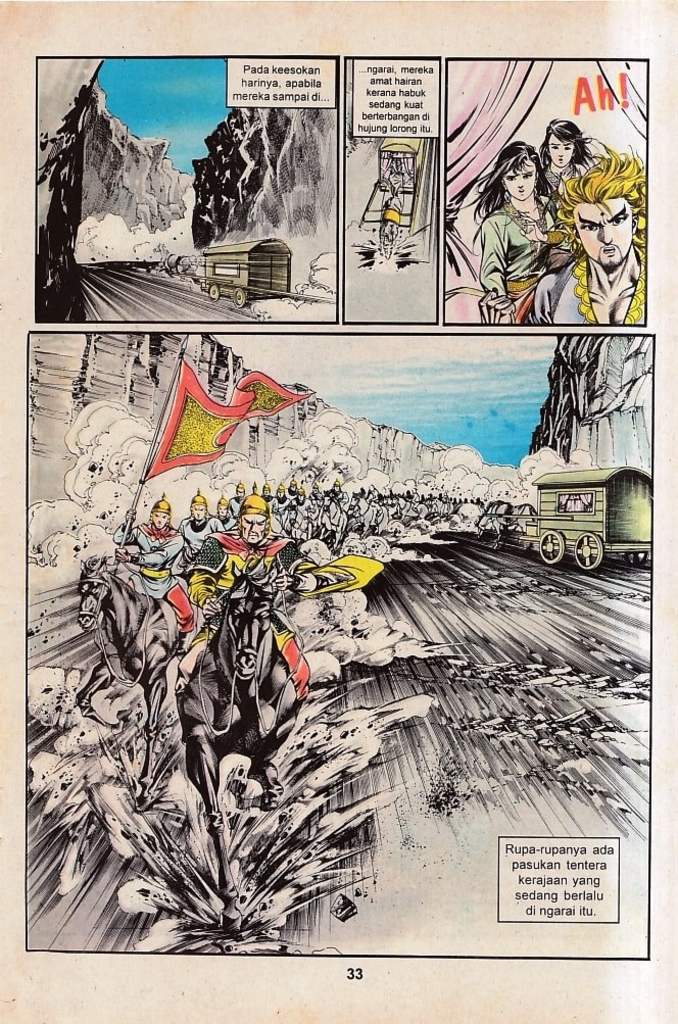 Pada keesokan
harinya, apabila
mereka sampai di...
...ngarai, mereka
amat hairan
kerana habuk
sedang kuat
berterbangan di
hujung lorong itu.
Ah!
Rupa-rupanya ada
pasukan tentera
kerajaan yang
sedang berlalu
di ngarai itu.
33